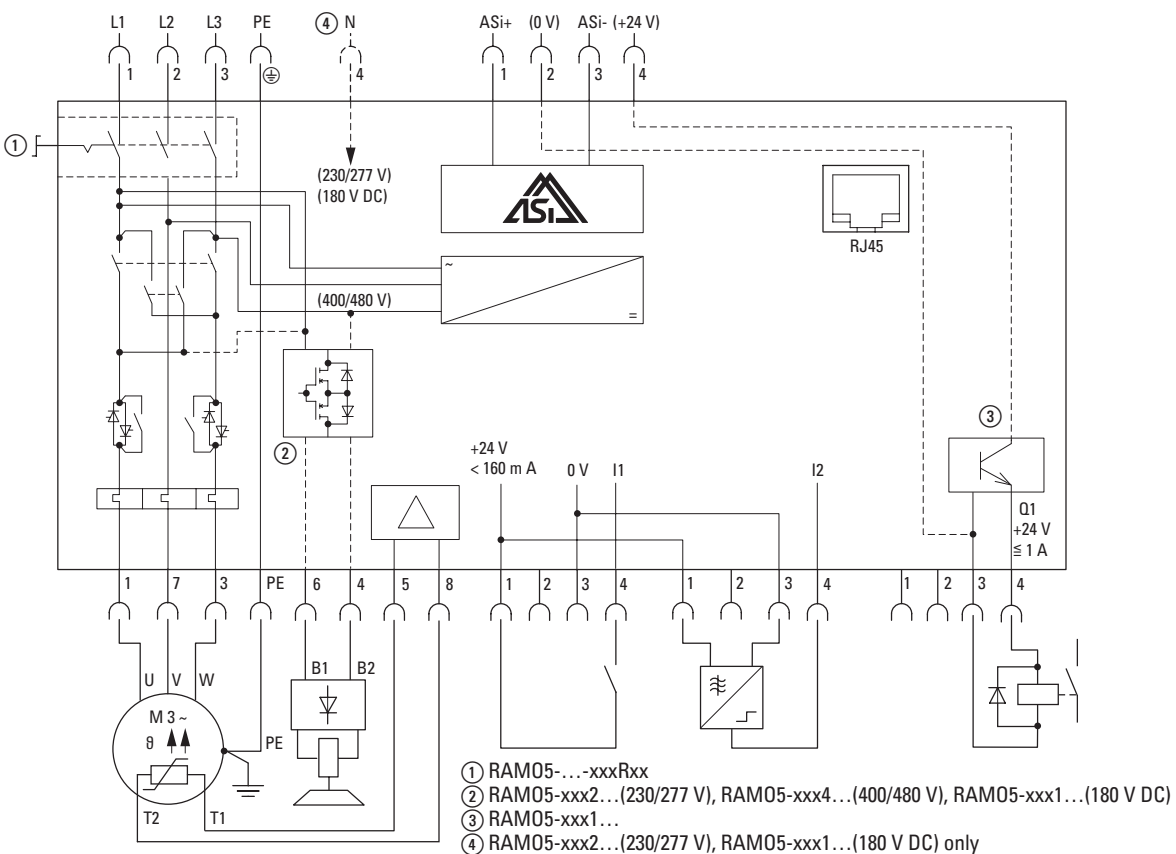 L1 L2 L3 PE ④ N ASi+ (0 V) ASi- (+24 V)
1 2 3 4 1 2 3 4
①
(230/277 V)
(180 V DC)
ASi
RJ45
~
(400/480 V)
=
③
②
+24 V
< 160 m A 0 V I1 I2
Q1
+24 V
≦ 1 A
1 7 3 PE 6 4 5 8 1 2 3 4 1 2 3 4 1 2 3 4
U V W B1 B2
M 3 ~
ϑ
PE
T2 T1
① RAMO5-...-xxxRxx
② RAMO5-xxx2...(230/277 V), RAMO5-xxx4...(400/480 V), RAMO5-xxx1...(180 V DC)
③ RAMO5-xxx1...
④ RAMO5-xxx2...(230/277 V), RAMO5-xxx1...(180 V DC) only